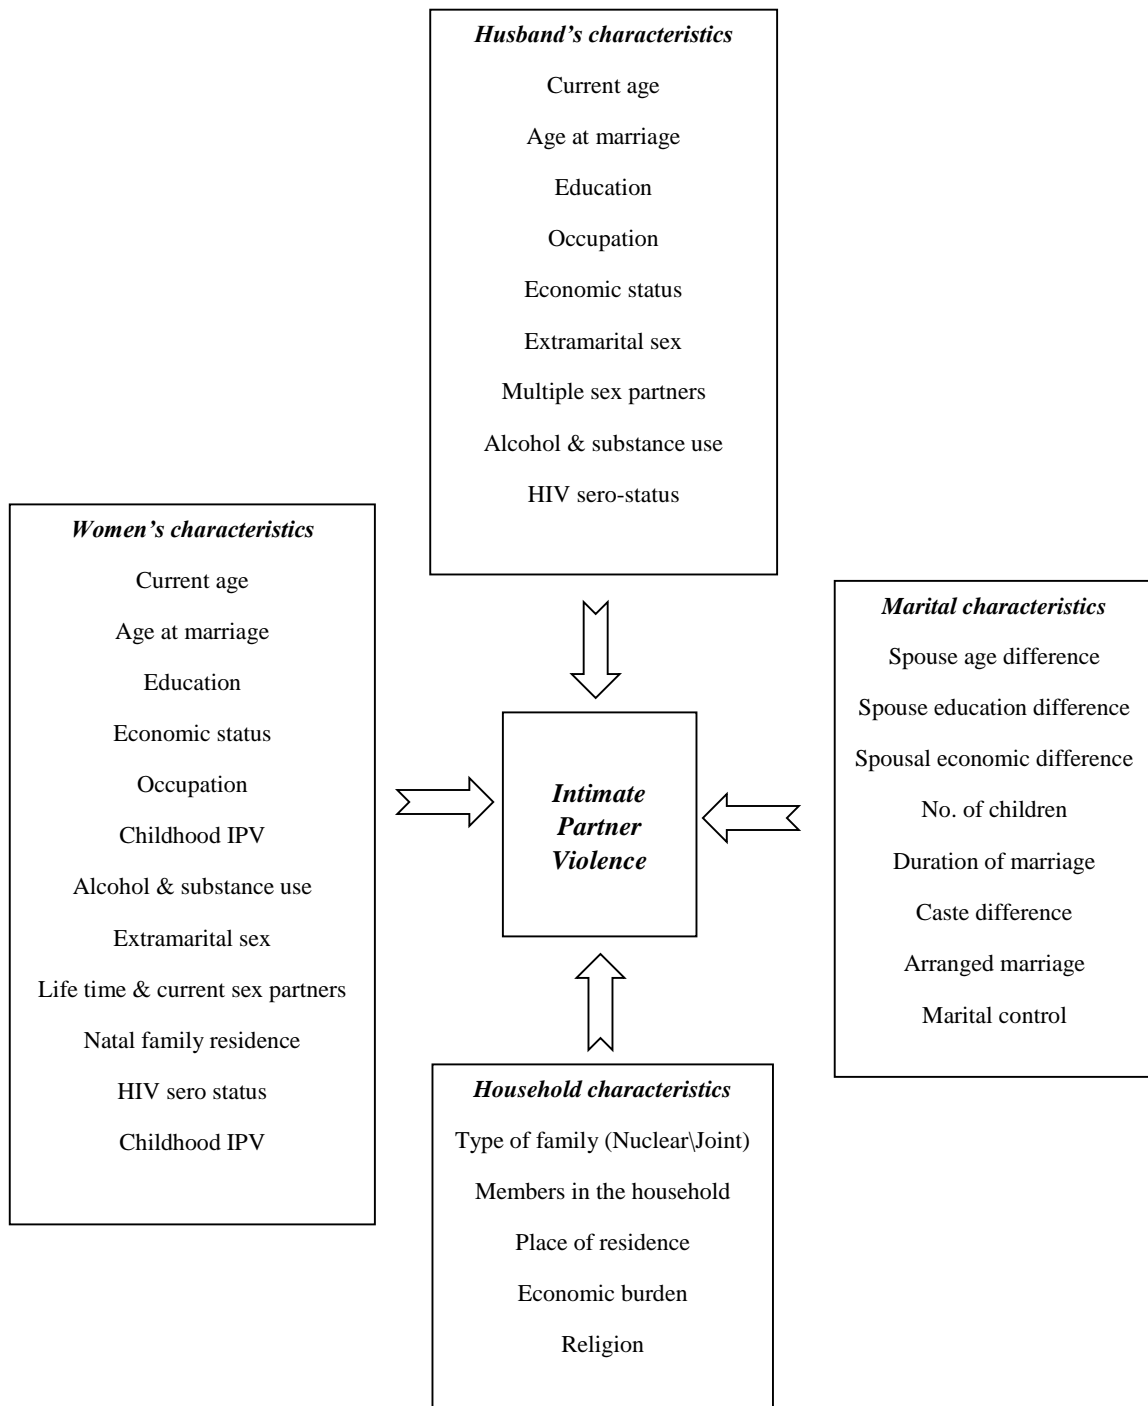 Husband’s characteristics
Current age
Age at marriage
Education
Occupation
Economic status
Extramarital sex
Multiple sex partners
Alcohol & substance use
HIV sero-status
Women’s characteristics
Current age
Age at marriage
Education
Economic status
Occupation
Childhood IPV
Alcohol & substance use
Extramarital sex
Life time & current sex partners
Natal family residence
HIV sero status
Childhood IPV
Intimate
Partner
Violence
Marital characteristics
Spouse age difference
Spouse education difference
Spousal economic difference
No. of children
Duration of marriage
Caste difference
Arranged marriage
Marital control
Household characteristics
Type of family (Nuclear\Joint)
Members in the household
Place of residence
Economic burden
Religion